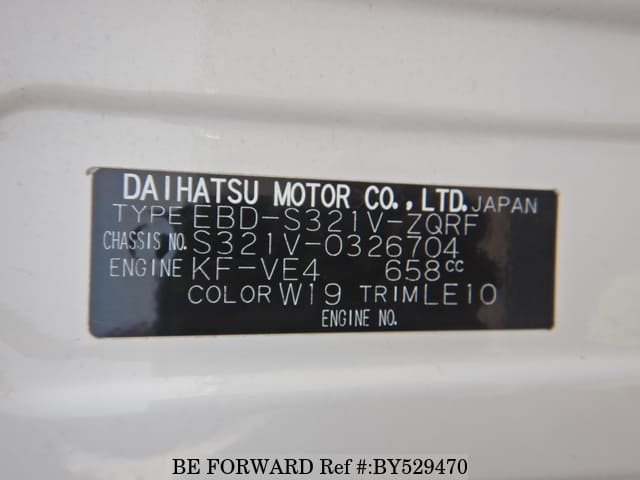 DAIHATSU MOTOR CO.,LTD. JAPAN
TYPE EBD-S321V-ZQRF
CHASSIS NO. S321V-0326704
ENGINE KF-VE4 658cc
COLOR W19 TRIM LE10
ENGINE NO.
BE FORWARD Ref #:BY529470